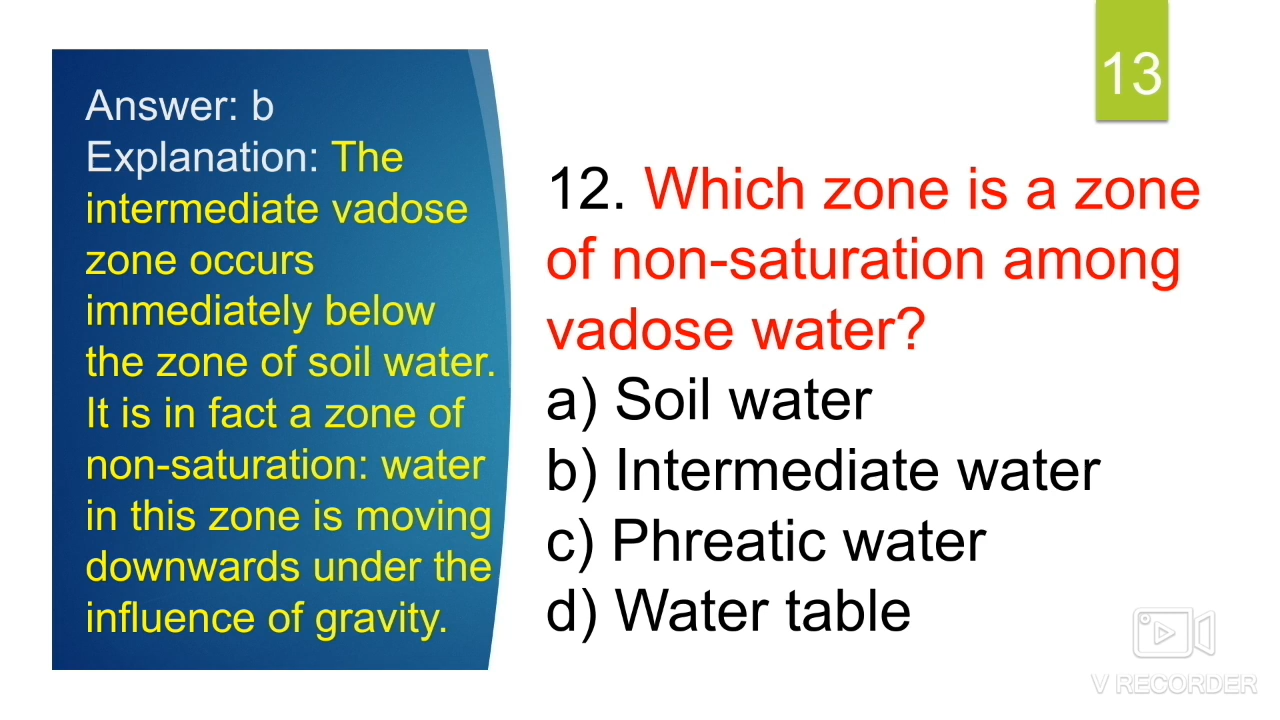 13
Answer: b
Explanation: The
intermediate vadose
zone occurs
immediately below
the zone of soil water.
It is in fact a zone of
non-saturation: water
in this zone is moving
downwards under the
influence of gravity.
12. Which zone is a zone
of non-saturation among
vadose water?
a) Soil water
b) Intermediate water
c) Phreatic water
d) Water table
V RECORDER